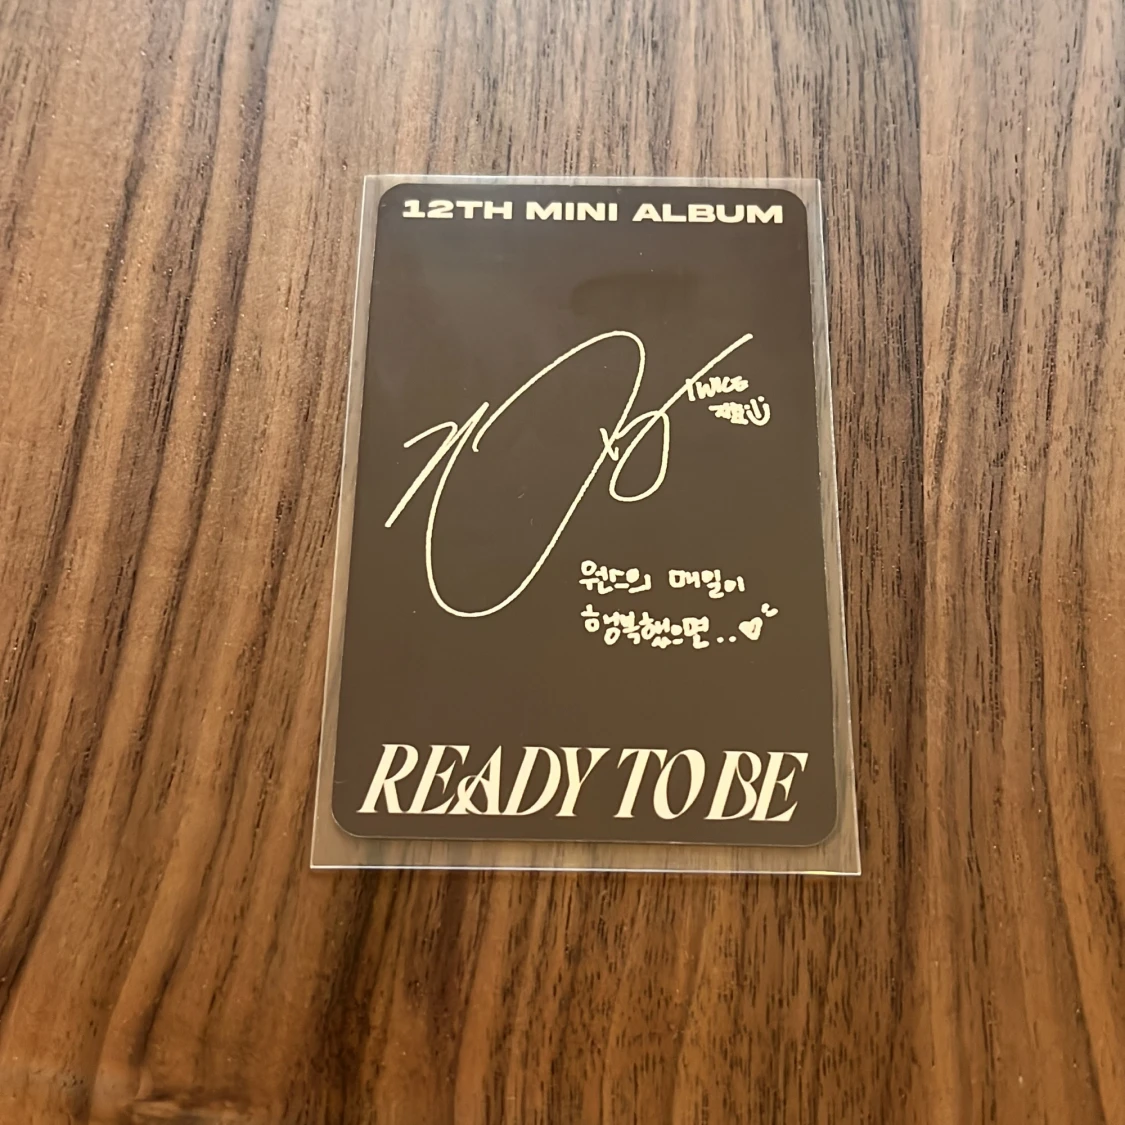 12TH MINI ALBUM
TWICE
지효
원스의 매일이
행복했으면..♡
READY TO BE